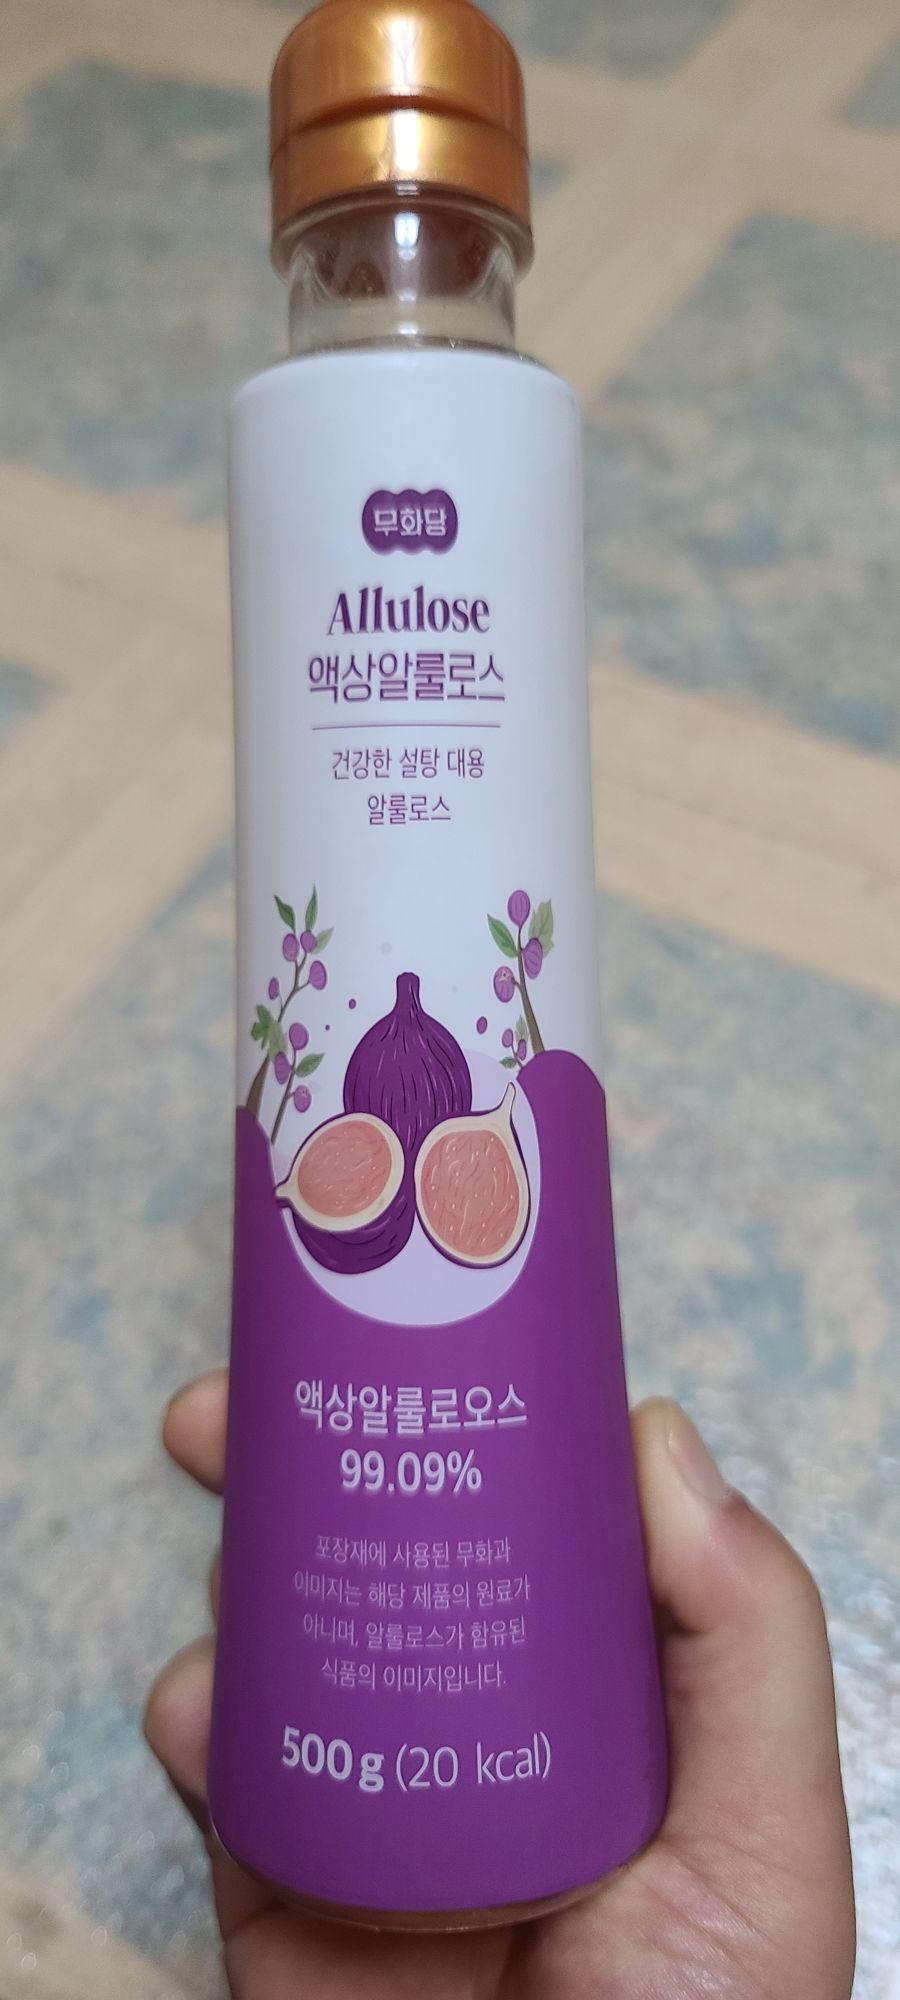 무화당
Allulose
액상알룰로스
건강한 설탕 대용
알룰로스
액상알룰로오스
99.09%
포장재에 사용된 무화과
이미지는 해당 제품의 원료가
아니며, 알룰로스가 함유된
식품의 이미지입니다.
500g (20 kcal)